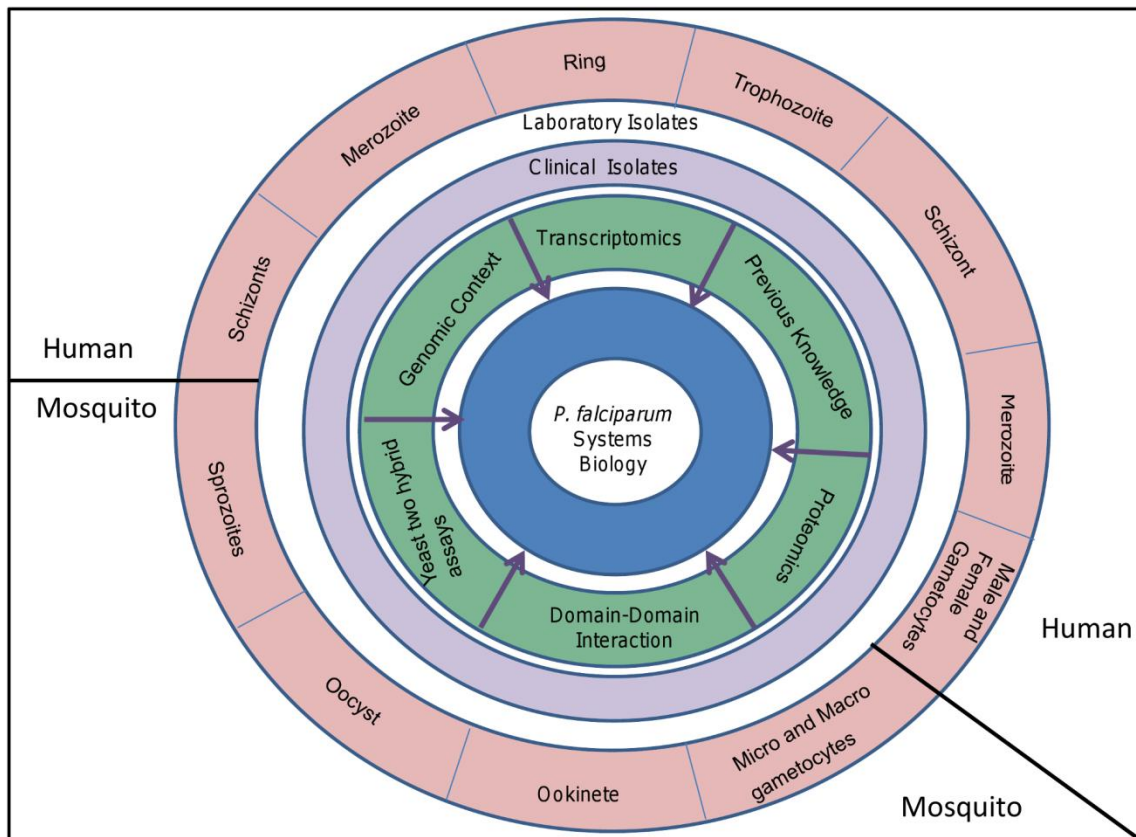 Ring
Trophozoite
Schizont
Merozoite
Male and
Female
Gametocytes
Human
Mosquito
Micro and Macro
gametocytes
Ookinete
Oocyst
Sprozoites
Mosquito
Human
Schizonts
Merozoite
Laboratory Isolates
Clinical Isolates
Transcriptomics
Previous Knowledge
Proteomics
Domain-Domain
Interaction
Yeast two hybrid
assays
Genomic Context
P. falciparum
Systems
Biology